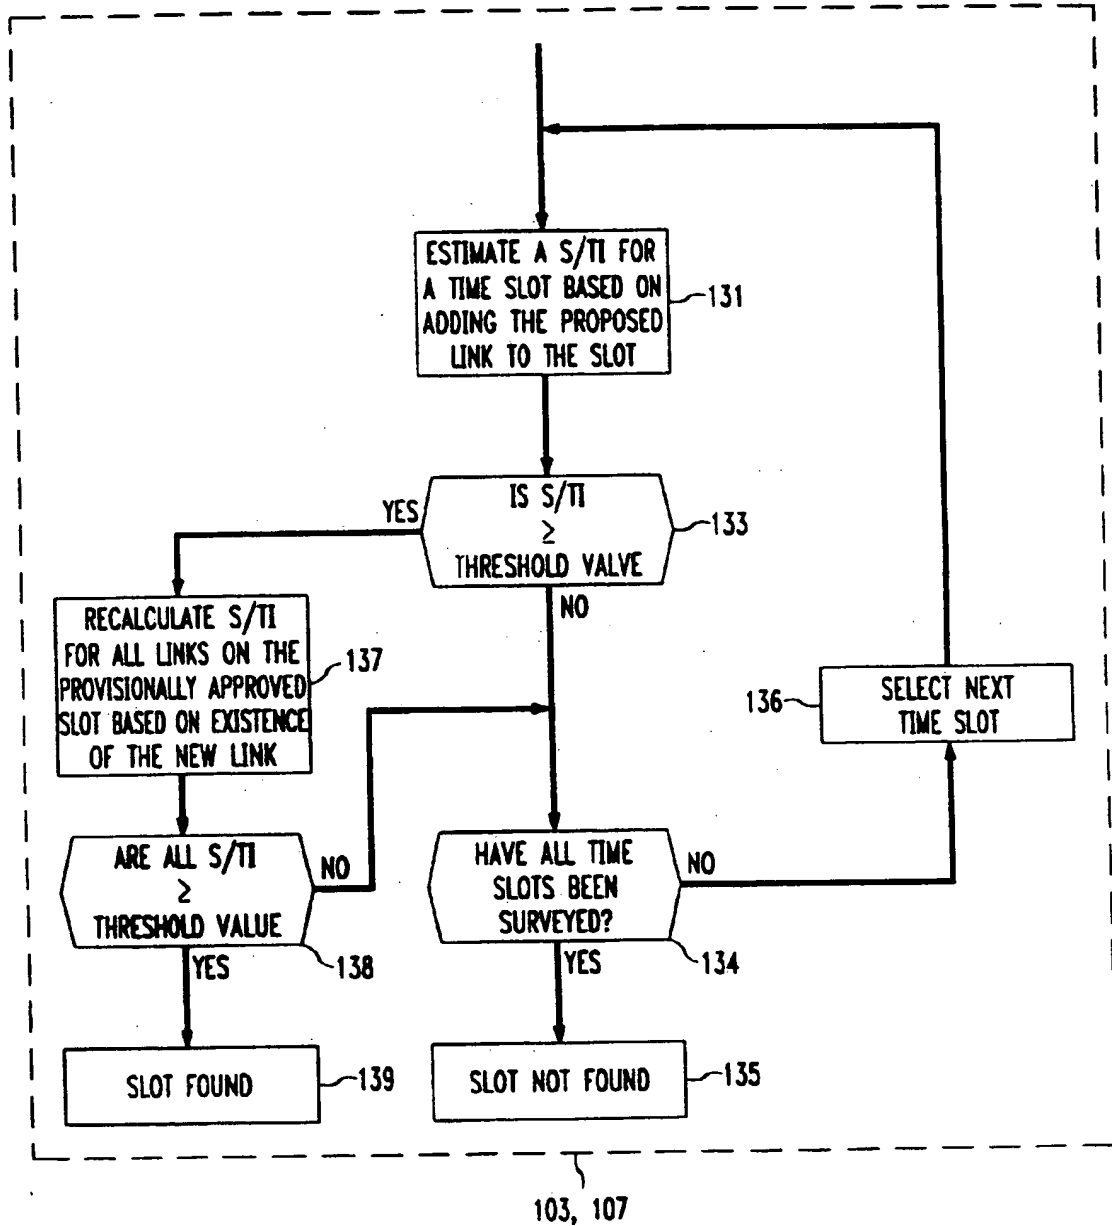 ESTIMATE A S/TI FOR
A TIME SLOT BASED ON
ADDING THE PROPOSED
LINK TO THE SLOT
131
IS S/TI
≥
THRESHOLD VALVE
133
YES
NO
RECALCULATE S/TI
FOR ALL LINKS ON THE
PROVISIONALLY APPROVED
SLOT BASED ON EXISTENCE
OF THE NEW LINK
137
136
SELECT NEXT
TIME SLOT
ARE ALL S/TI
≥
THRESHOLD VALUE
138
NO
YES
HAVE ALL TIME
SLOTS BEEN
SURVEYED?
134
NO
YES
SLOT FOUND
139
SLOT NOT FOUND
135
103, 107